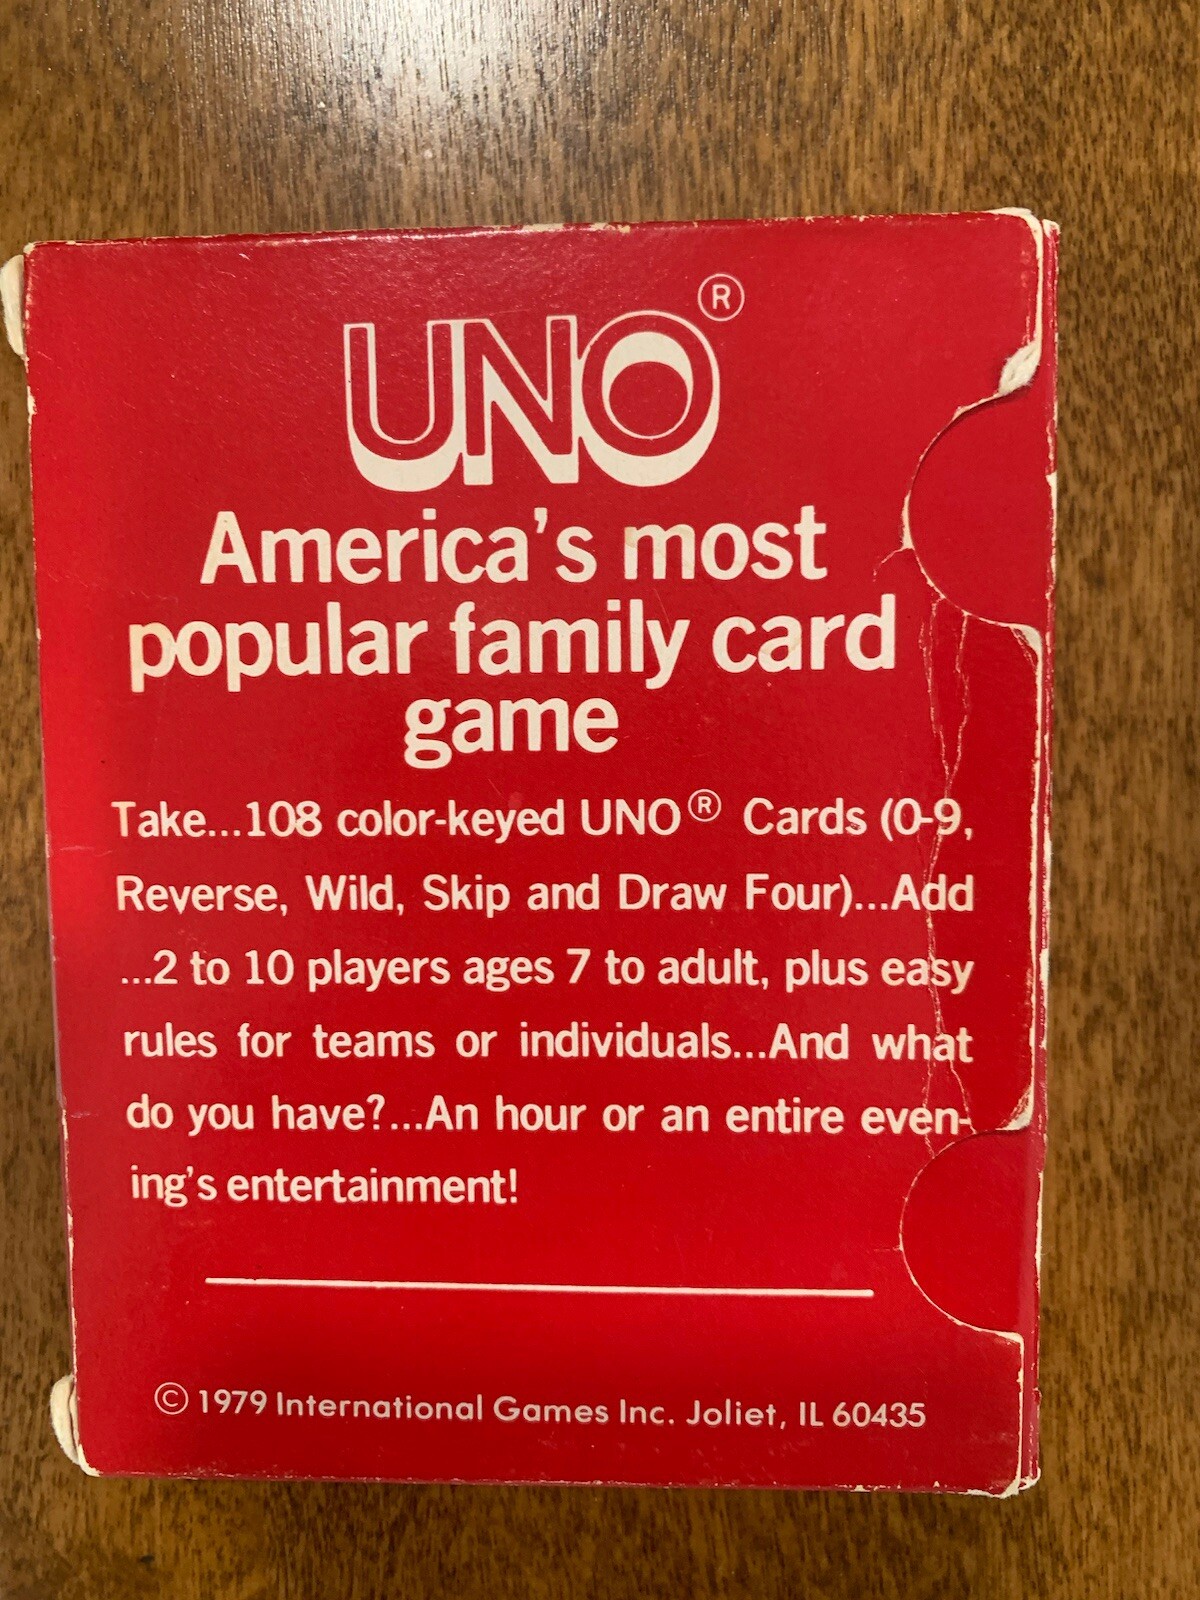 UNO®
America's most
popular family card
game
Take...108 color-keyed UNO® Cards (0-9,
Reverse, Wild, Skip and Draw Four)...Add
...2 to 10 players ages 7 to adult, plus easy
rules for teams or individuals...And what
do you have?...An hour or an entire even-
ing's entertainment!
© 1979 International Games Inc. Joliet, IL 60435